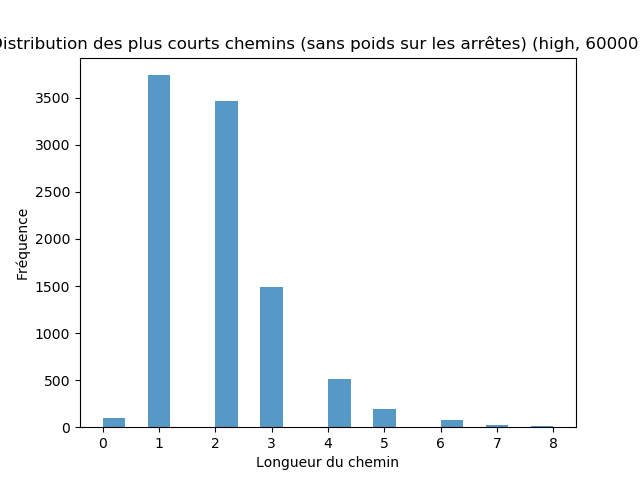 istribution des plus courts chemins (sans poids sur les arrêtes) (high, 60000
Fréquence
3500
3000
2500
2000
1500
1000
500
0
0 1 2 3 4 5 6 7 8
Longueur du chemin